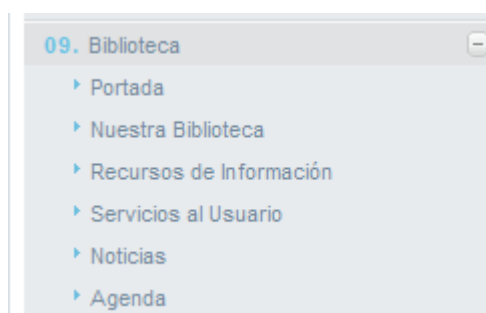 09. Biblioteca
Portada
Nuestra Biblioteca
Recursos de Información
Servicios al Usuario
Noticias
Agenda